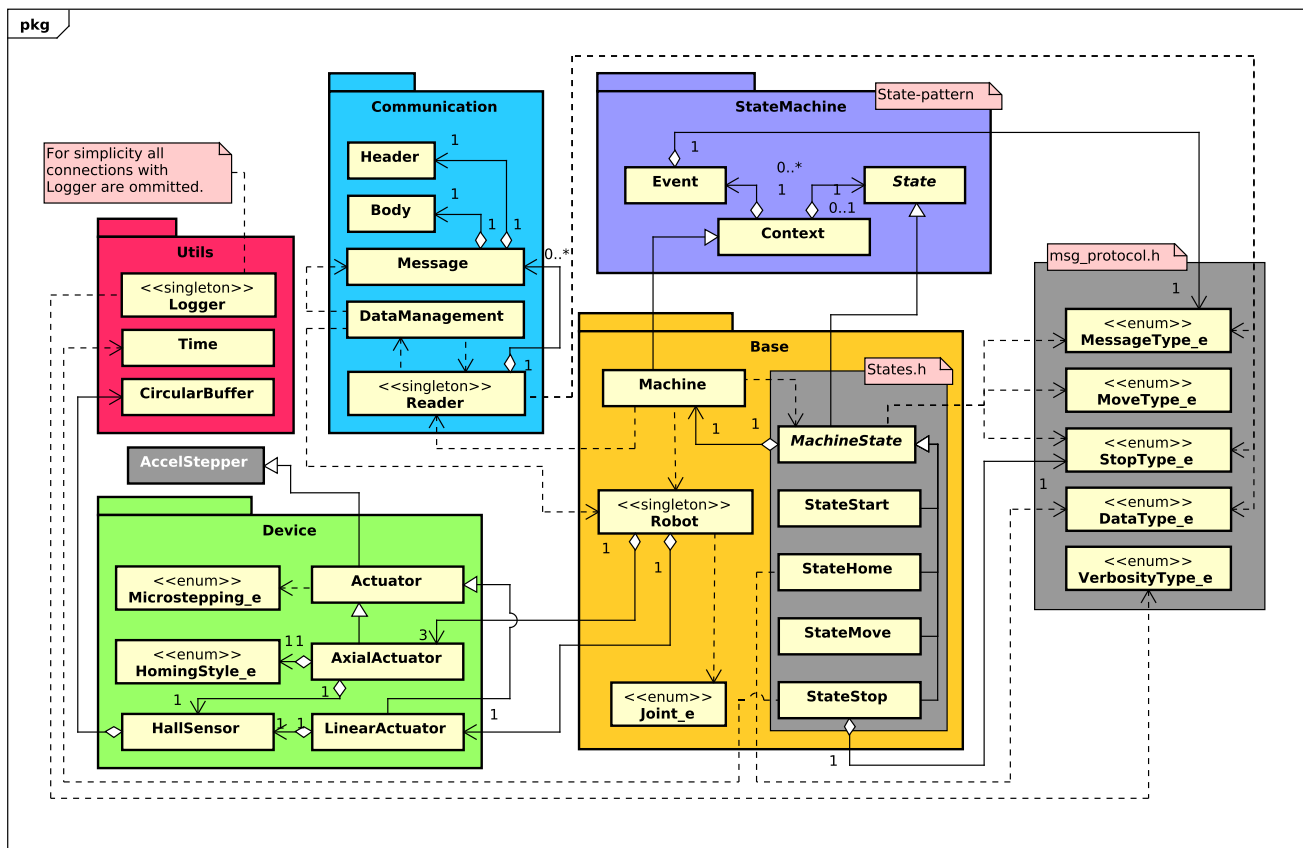 pkg
For simplicity all
connections with
Logger are ommitted.
Utils
<<singleton>>
Logger
Time
CircularBuffer
Communication
Header
1
Body
1
1
1
Message
0..*
DataManagement
1
<<singleton>>
Reader
StateMachine
State-pattern
1
Event
State
0..*
1
1
0..1
Context
msg_protocol.h
1
<<enum>>
MessageType_e
<<enum>>
MoveType_e
<<enum>>
StopType_e
1
<<enum>>
DataType_e
<<enum>>
VerbosityType_e
Base
Machine
States.h
1
1
MachineState
<<singleton>>
Robot
1
1
StateStart
StateHome
StateMove
StateStop
1
<<enum>>
Joint_e
AccelStepper
Device
<<enum>>
Microstepping_e
Actuator
<<enum>>
HomingStyle_e
1
1
AxialActuator
3
1
1
HallSensor
1
1
LinearActuator
1